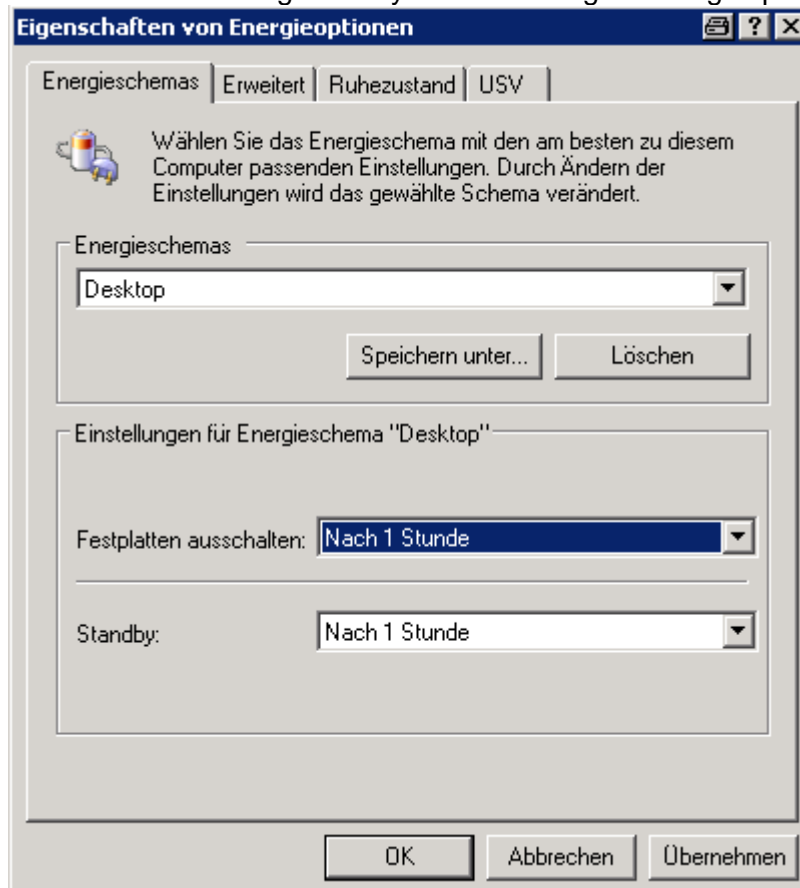 Eigenschaften von Energieoptionen
Energieschemas Erweitert Ruhezustand USV
Wählen Sie das Energieschema mit den am besten zu diesem
Computer passenden Einstellungen. Durch Ändern der
Einstellungen wird das gewählte Schema verändert.
Energieschemas
Desktop
Speichern unter... Löschen
Einstellungen für Energieschema "Desktop"
Festplatten ausschalten: Nach 1 Stunde
Standby: Nach 1 Stunde
OK Abbrechen Übernehmen